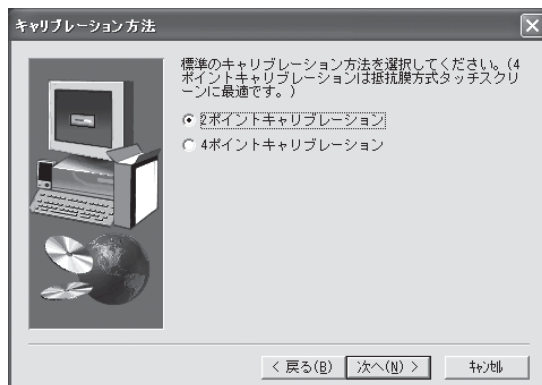 キャリブレーション方法
標準のキャリブレーション方法を選択してください。(4
ポイントキャリブレーションは抵抗膜方式タッチスクリ
ーンに最適です。)
2ポイントキャリブレーション
4ポイントキャリブレーション
< 戻る(B) 次へ(N) > キャンセル